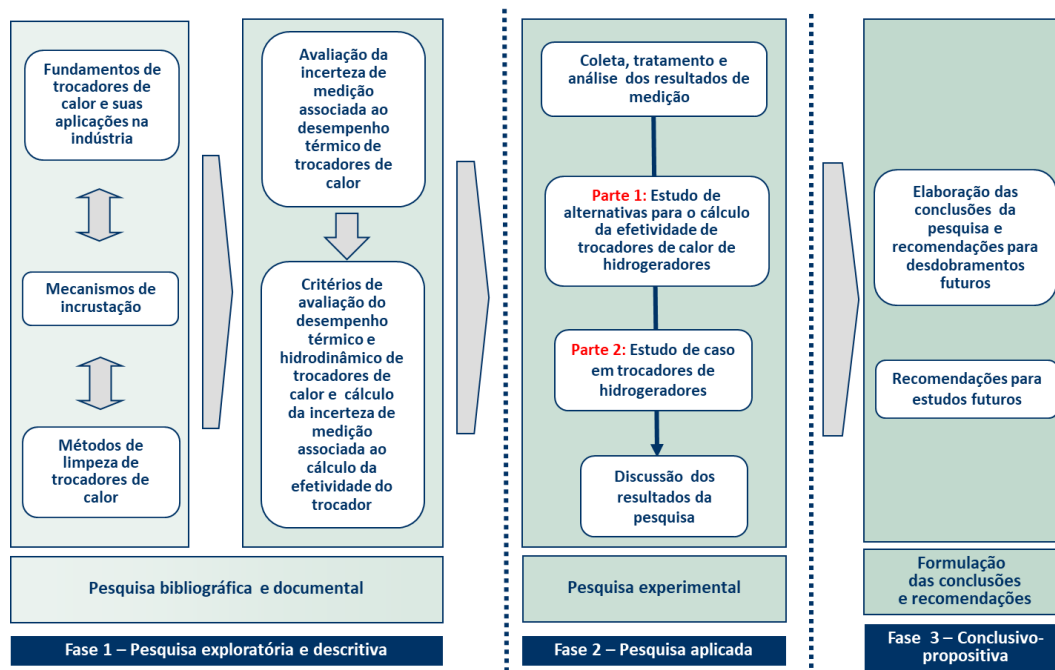 Fundamentos de
trocadores de
calor e suas
aplicações na
indústria
Mecanismos de
incrustação
Métodos de
limpeza de
trocadores de
calor
Avaliação da
incerteza de
medição
associada ao
desempenho
térmico de
trocadores de
calor
Critérios de
avaliação do
desempenho
térmico e
hidrodinâmico de
trocadores de
calor e cálculo
da incerteza de
medição
associada ao
cálculo da
efetividade do
trocador
Pesquisa bibliográfica e documental
Fase 1 – Pesquisa exploratória e descritiva
Coleta, tratamento e
análise dos resultados de
medição
Parte 1: Estudo de
alternativas para o cálculo
da efetividade de
trocadores de calor de
hidrogeradores
Parte 2: Estudo de caso
em trocadores de
hidrogeradores
Discussão dos
resultados da
pesquisa
Pesquisa experimental
Fase 2 – Pesquisa aplicada
Elaboração das
conclusões da
pesquisa e
recomendações para
desdobramentos
futuros
Recomendações para
estudos futuros
Formulação
das conclusões
e recomendações
Fase 3 – Conclusivo-
propositiva